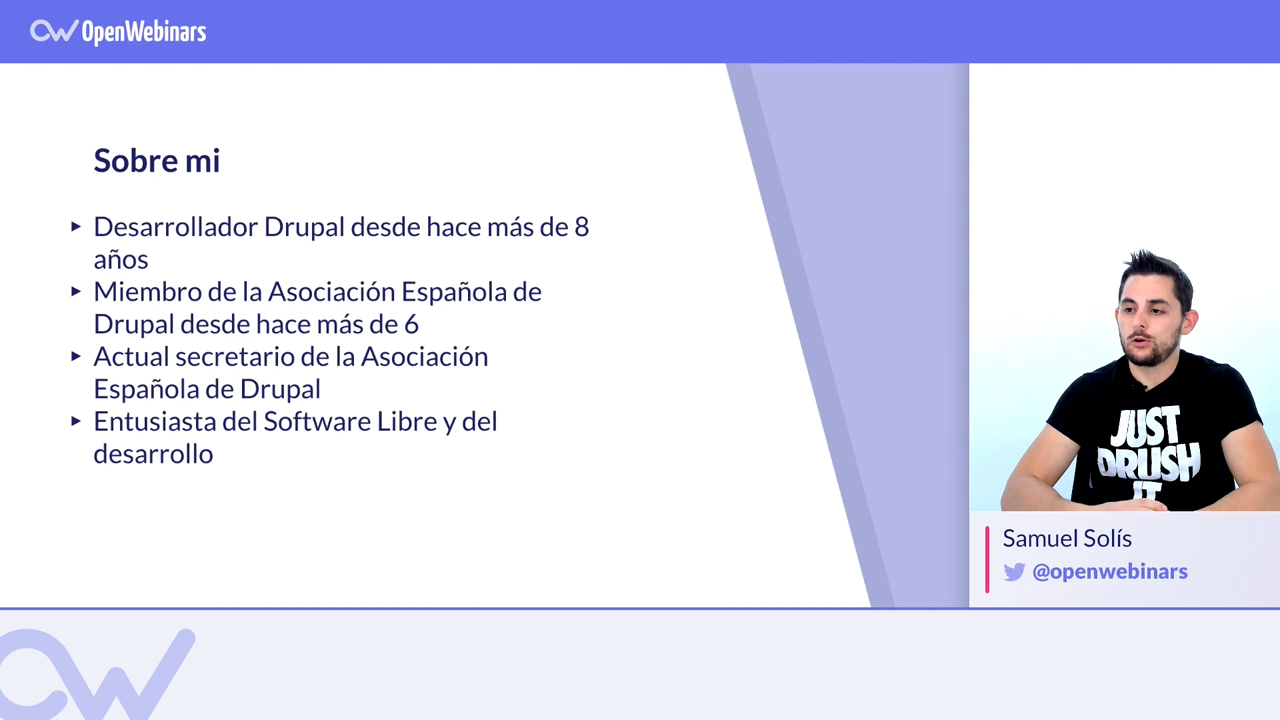 OpenWebinars
Sobre mi
Desarrollador Drupal desde hace más de 8
años
Miembro de la Asociación Española de
Drupal desde hace más de 6
Actual secretario de la Asociación
Española de Drupal
Entusiasta del Software Libre y del
desarrollo
JUST
DRUSH
IT
Samuel Solís
@openwebinars